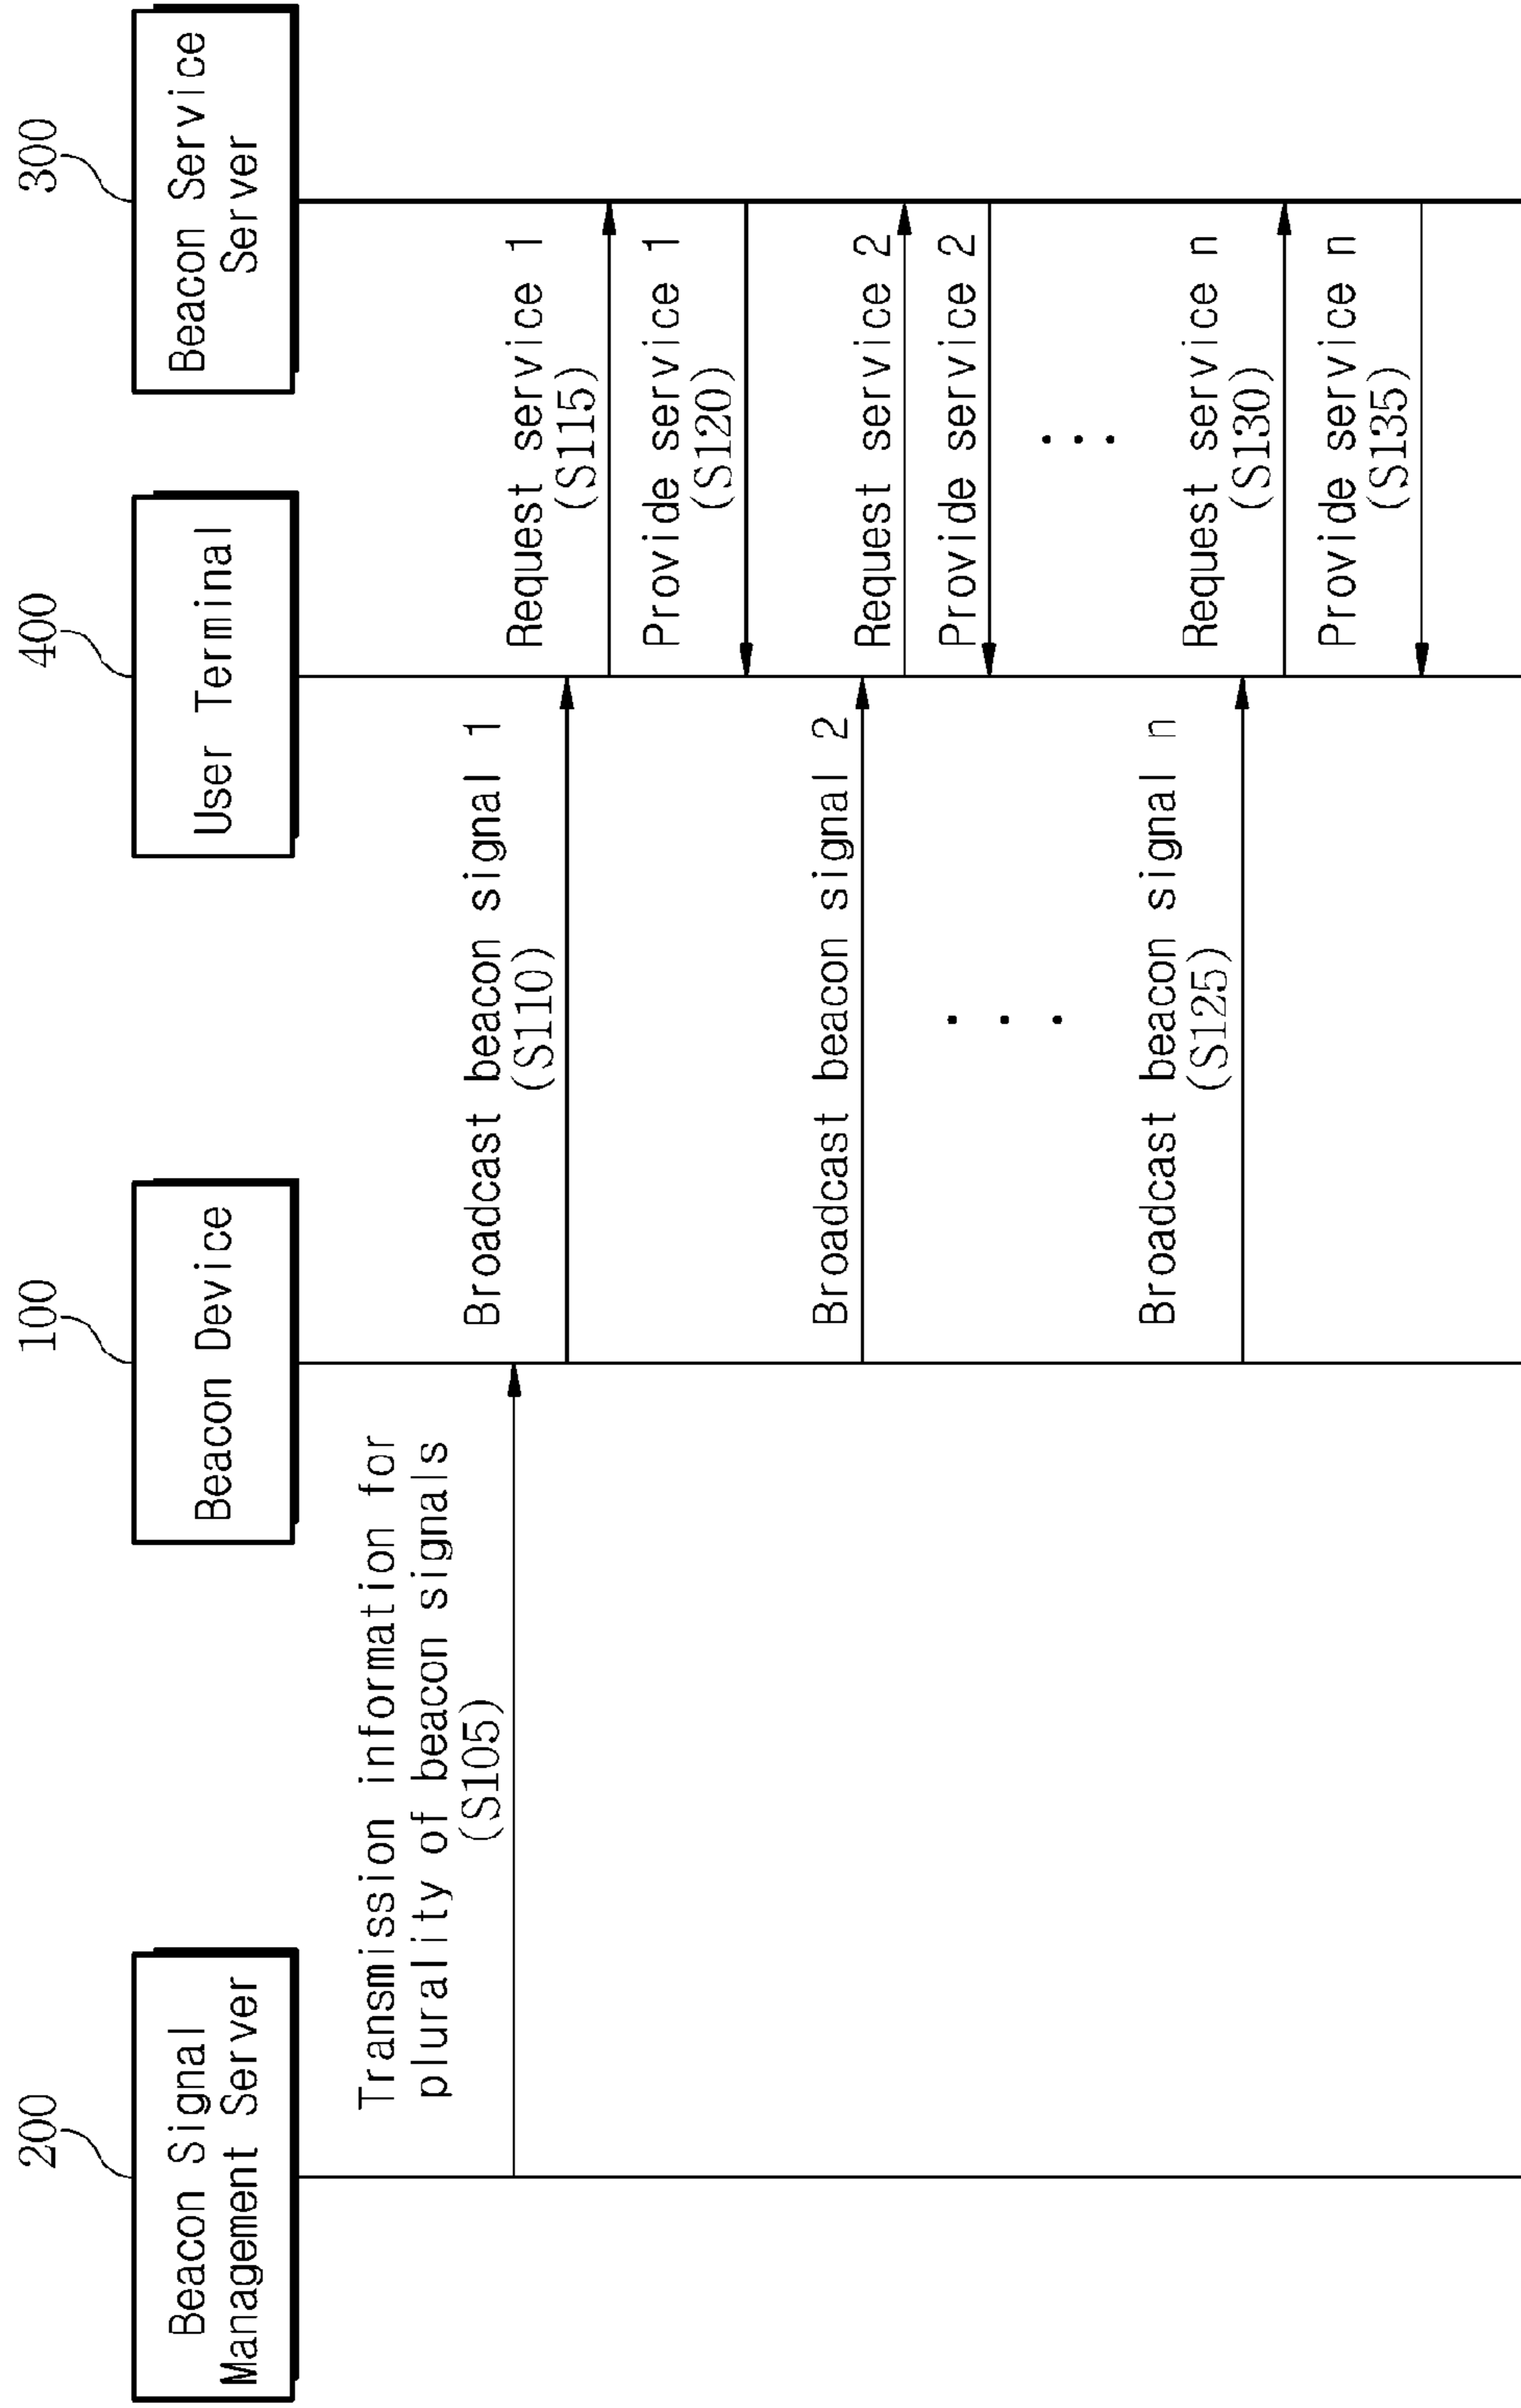 200
100
400
300
Beacon Signal
Management Server
Beacon Device
User Terminal
Beacon Service
Server
Transmission information for
plurality of beacon signals
(S105)
Broadcast beacon signal 1
(S110)
Request service 1
(S115)
Provide service 1
(S120)
Broadcast beacon signal 2
Request service 2
Provide service 2
. . .
...
Broadcast beacon signal n
(S125)
Request service n
(S130)
Provide service n
(S135)